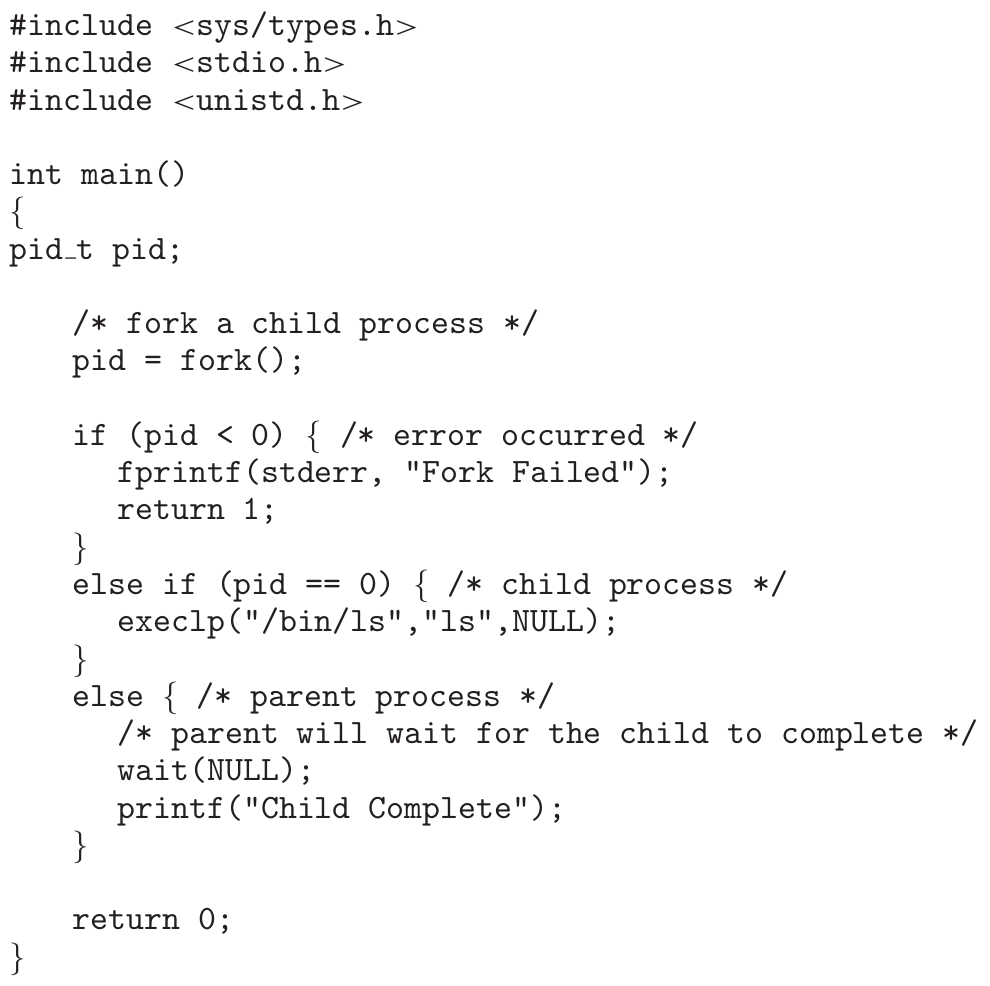 #include <sys/types.h>
#include <stdio.h>
#include <unistd.h>

int main()
{
pid_t pid;

    /* fork a child process */
    pid = fork();

    if (pid < 0) { /* error occurred */
        fprintf(stderr, "Fork Failed");
        return 1;
    }
    else if (pid == 0) { /* child process */
        execlp("/bin/ls","ls",NULL);
    }
    else { /* parent process */
        /* parent will wait for the child to complete */
        wait(NULL);
        printf("Child Complete");
    }

    return 0;
}